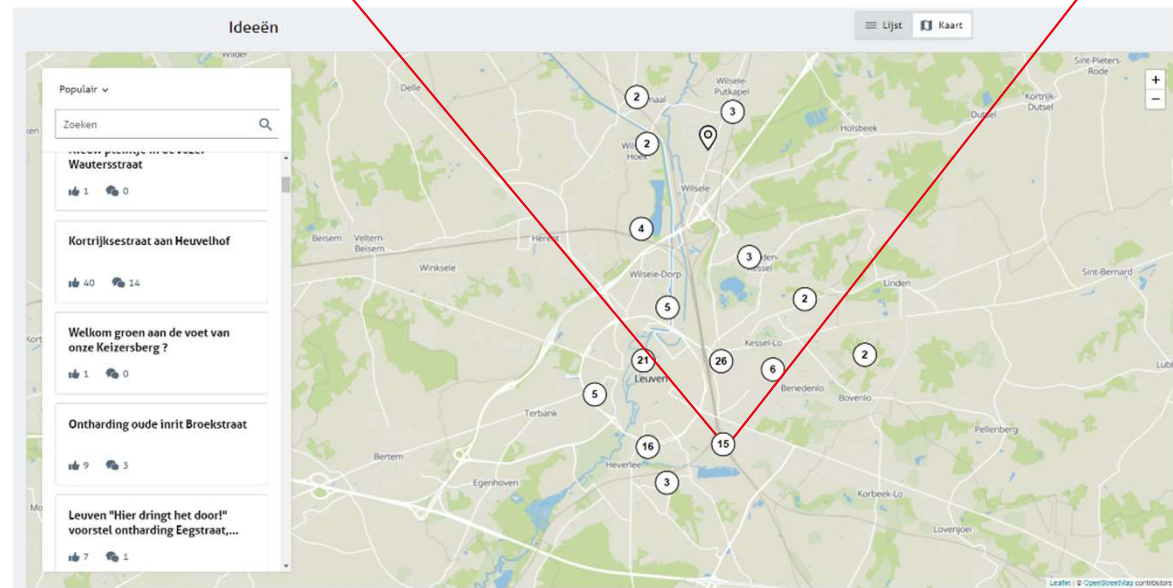 Ideeën
Lijst
Kaart
Populair
Zoeken
Wautersstraat
1 0
Kortrijksestraat aan Heuvelhof
40 14
Welkom groen aan de voet van
onze Keizersberg ?
1 0
Ontharding oude inrit Broekstraat
9 3
Leuven "Hier dringt het door!"
voorstel ontharding Eegstraat,...
7 1
Wilder
Delle
Wilsele-
Putkapel
Sint-Pieters-
Rode
+
−
Kortrijk-
Dutsel
Holsbeek
2
3
2
Wilsele
4
Beisem
Veltem-
Beisem
Herent
Winksele
Wilsele-Dorp
3
Sint-Bernard
Linden
2
5
Kessel-Lo
21
26
6
2
Leuven
Benedenlo
Bovenlo
5
Terbank
Pellenberg
16
15
Bertem
Heverlee
3
Egenhoven
Korbeek-Lo
Lovenjoel
Leaflet | © OpenStreetMap contributors